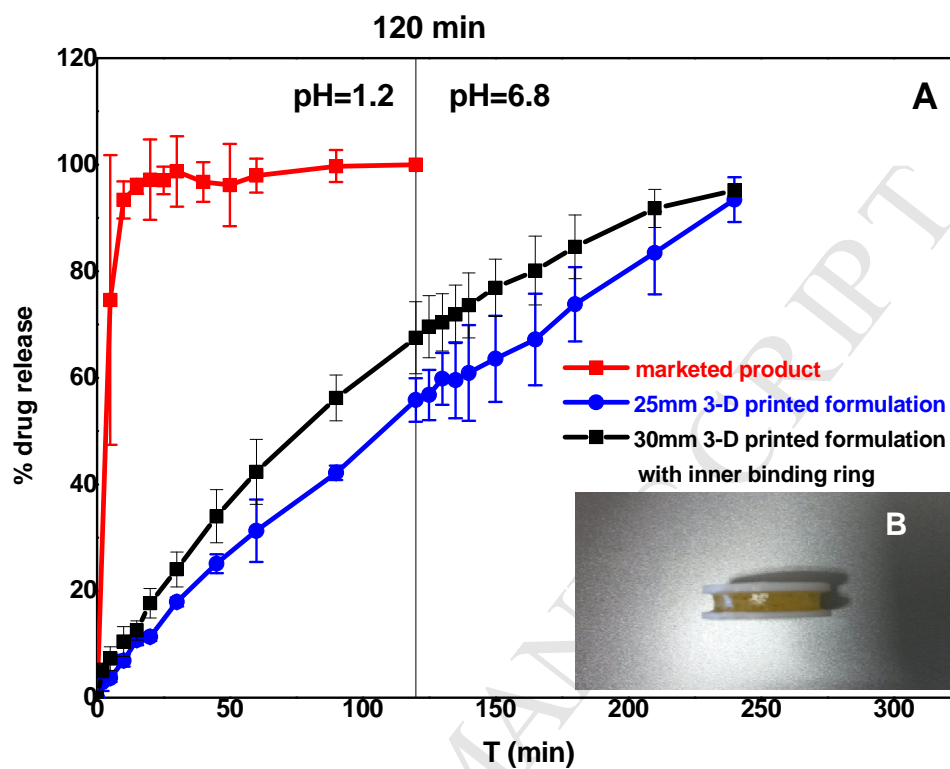 120 min
120
100
80
60
40
20
0
% drug release
pH=1.2
pH=6.8
A
marketed product
25mm 3-D printed formulation
30mm 3-D printed formulation
with inner binding ring
B
0
50
100
150
200
250
300
T (min)
MANUSCRIPT